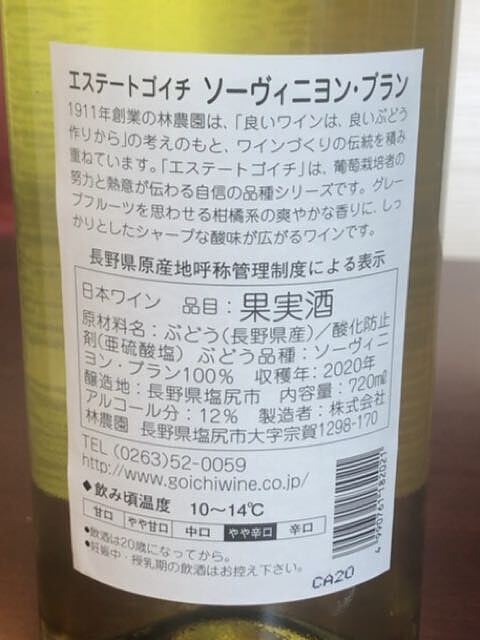 エステートゴイチ ソーヴィニヨン・ブラン
1911年創業の林農園は、「良いワインは、良いぶどう
作りから」の考えのもと、ワインづくりの伝統を積み
重ねています。「エステートゴイチ」は、葡萄栽培者の
努力と熱意が伝わる自信の品種シリーズです。グレー
プフルーツを思わせる柑橘系の爽やかな香りに、しっ
かりとしたシャープな酸味が広がるワインです。
長野県原産地呼称管理制度による表示
日本ワイン 品目:果実酒
原材料名:ぶどう(長野県産)/酸化防止
剤(亜硫酸塩) ぶどう品種:ソーヴィニ
ヨン・ブラン100% 収穫年:2020年
醸造地:長野県塩尻市 内容量:720㎖
アルコール分:12% 製造者:株式会社
林農園 長野県塩尻市大字宗賀1298-170
TEL (0263)52-0059
http://www.goichiwine.co.jp/
◆飲み頃温度 10〜14℃
甘口 やや甘口 中口 やや辛口 辛口
●飲酒は20歳になってから。
●妊娠中・授乳期の飲酒はお控え下さい。
4 990161 182021
CA20